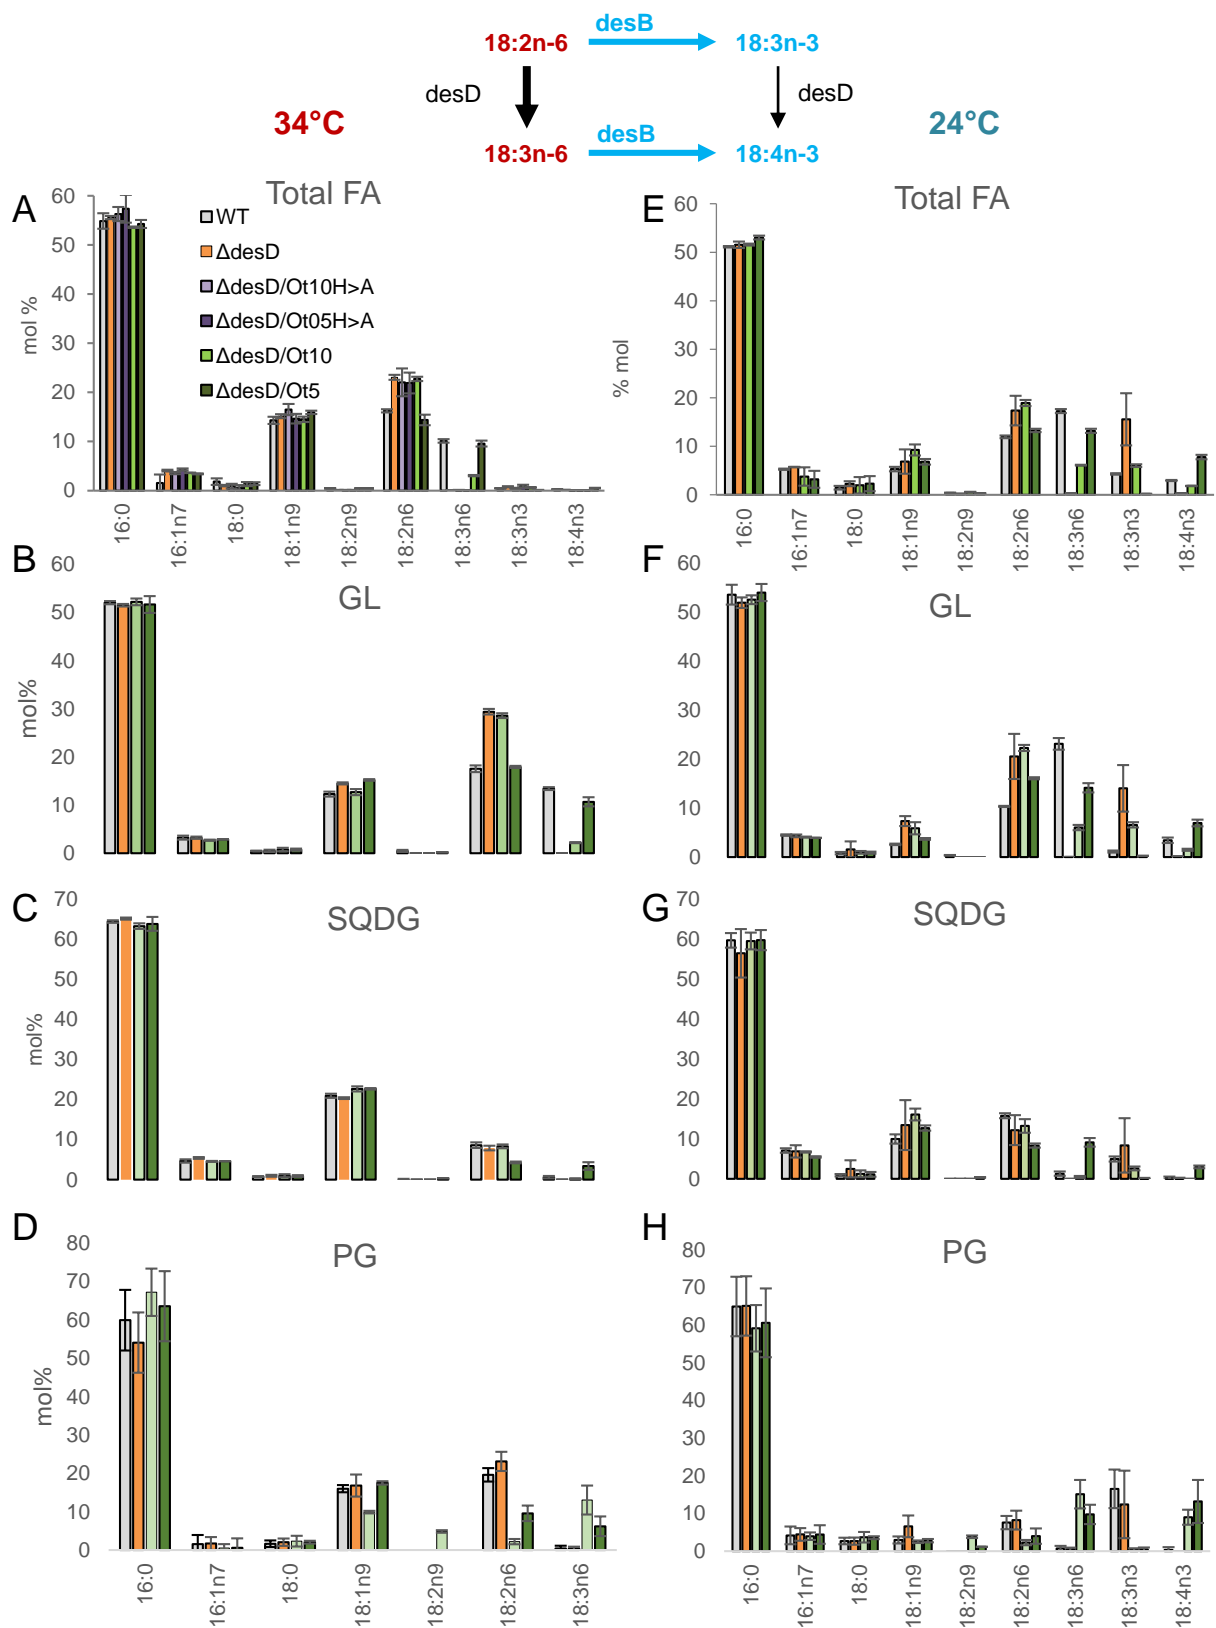 desB
18:2n-6
18:3n-3
desD
desD
34°C
24°C
desB
18:3n-6
18:4n-3
A
Total FA
60
50
40
30
20
10
0
mol %
WT
ΔdesD
ΔdesD/Ot10H>A
ΔdesD/Ot05H>A
ΔdesD/Ot10
ΔdesD/Ot5
16:0
16:1n7
18:0
18:1n9
18:2n9
18:2n6
18:3n6
18:3n3
18:4n3
E
Total FA
60
50
40
30
20
10
0
% mol
16:0
16:1n7
18:0
18:1n9
18:2n9
18:2n6
18:3n6
18:3n3
18:4n3
B
GL
60
50
40
30
20
10
0
mol%
F
GL
60
50
40
30
20
10
0
C
SQDG
70
60
50
40
30
20
10
0
mol%
G
SQDG
70
60
50
40
30
20
10
0
D
PG
80
70
60
50
40
30
20
10
0
mol%
16:0
16:1n7
18:0
18:1n9
18:2n9
18:2n6
18:3n6
H
PG
80
70
60
50
40
30
20
10
0
16:0
16:1n7
18:0
18:1n9
18:2n9
18:2n6
18:3n6
18:3n3
18:4n3